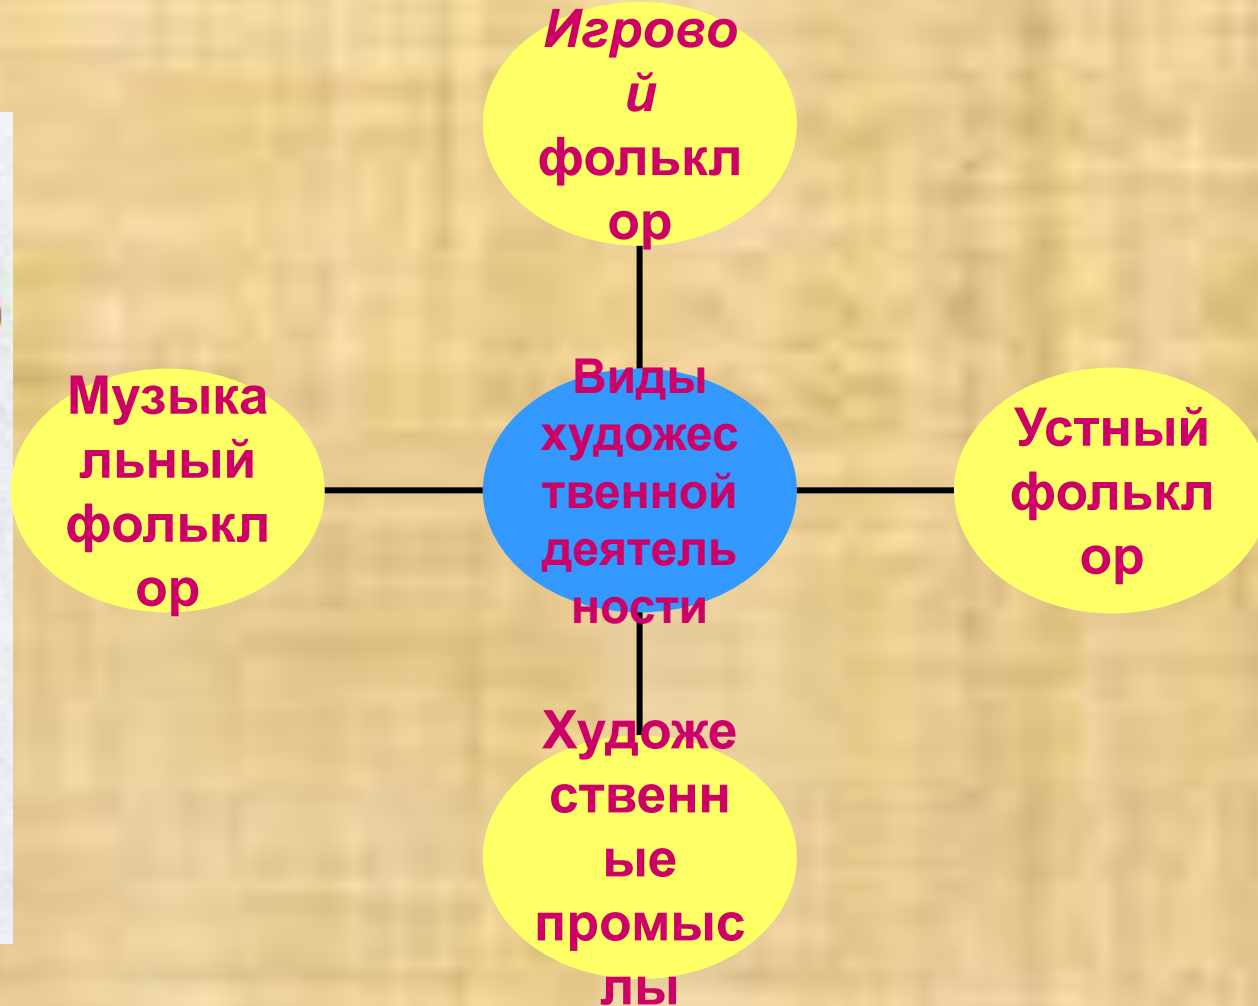 Игрово
й
фолькл
ор
Музыка
льный
фолькл
ор
Виды
художес
твенной
деятель
ности
Устный
фолькл
ор
Художе
ственн
ые
промыс
лы